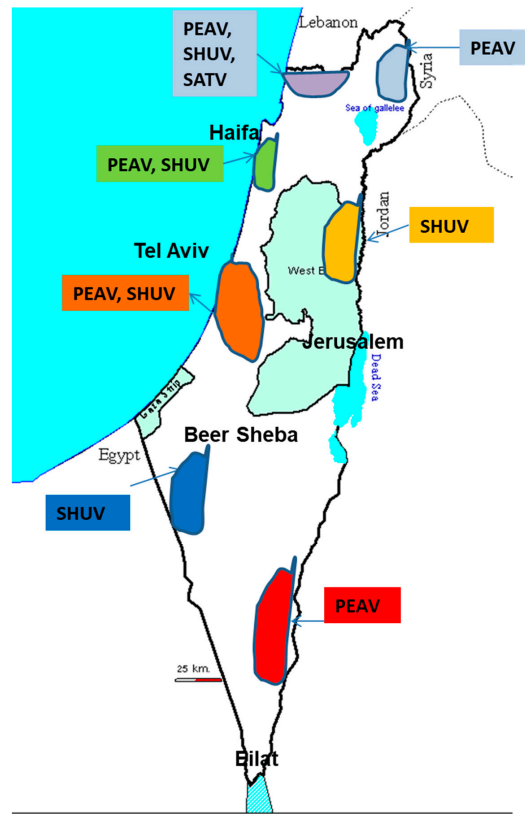 Lebanon
PEAV,
SHUV,
SATV
PEAV
Syria
Sea of gallelee
Haifa
PEAV, SHUV
Jordan
SHUV
Tel Aviv
West
PEAV, SHUV
Jerusalem
Dead Sea
Gaza Strip
Beer Sheba
Egypt
SHUV
PEAV
25 km.
Eilat